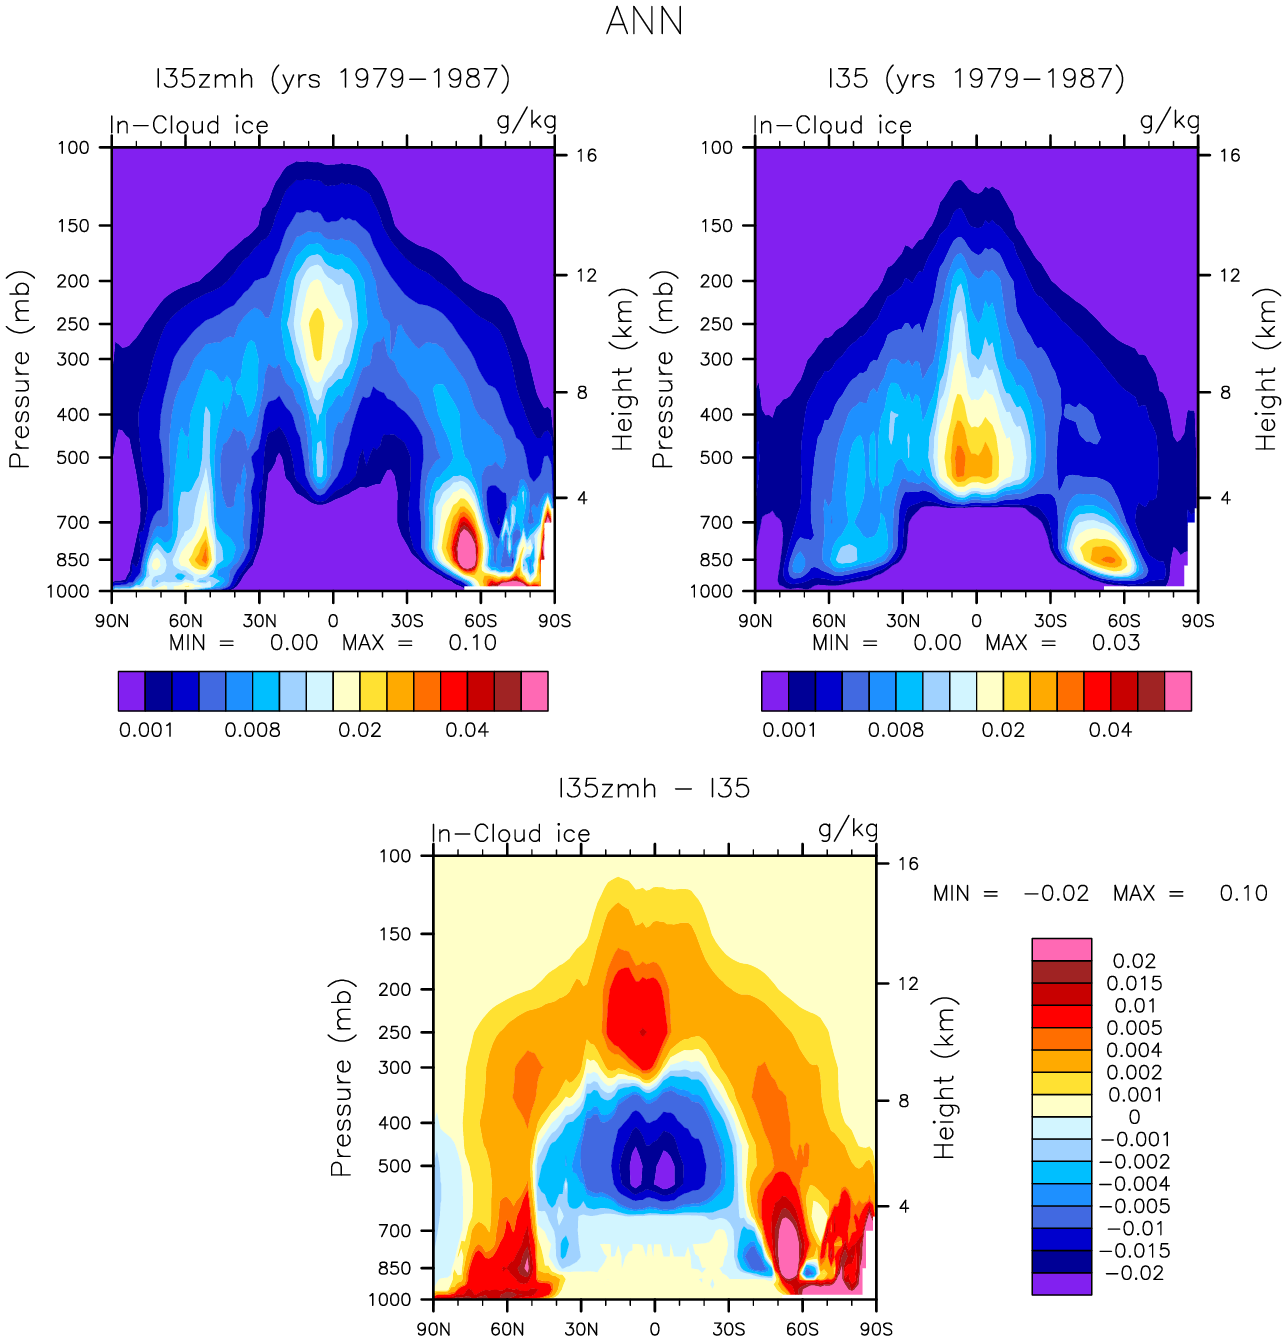 ANN
I35zmh (yrs 1979−1987)
I35 (yrs 1979−1987)
In−Cloud ice
g/kg
In−Cloud ice
g/kg
100
150
200
250
300
400
500
700
850
1000
Pressure (mb)
16
12
8
4
Height (km)
90N 60N 30N 0 30S 60S 90S
MIN = 0.00 MAX = 0.10
0.001 0.008 0.02 0.04
100
150
200
250
300
400
500
700
850
1000
Pressure (mb)
16
12
8
4
Height (km)
90N 60N 30N 0 30S 60S 90S
MIN = 0.00 MAX = 0.03
0.001 0.008 0.02 0.04
I35zmh − I35
In−Cloud ice
g/kg
100
150
200
250
300
400
500
700
850
1000
Pressure (mb)
16
12
8
4
Height (km)
90N 60N 30N 0 30S 60S 90S
MIN = −0.02 MAX = 0.10
0.02
0.015
0.01
0.005
0.004
0.002
0.001
0
−0.001
−0.002
−0.004
−0.005
−0.01
−0.015
−0.02